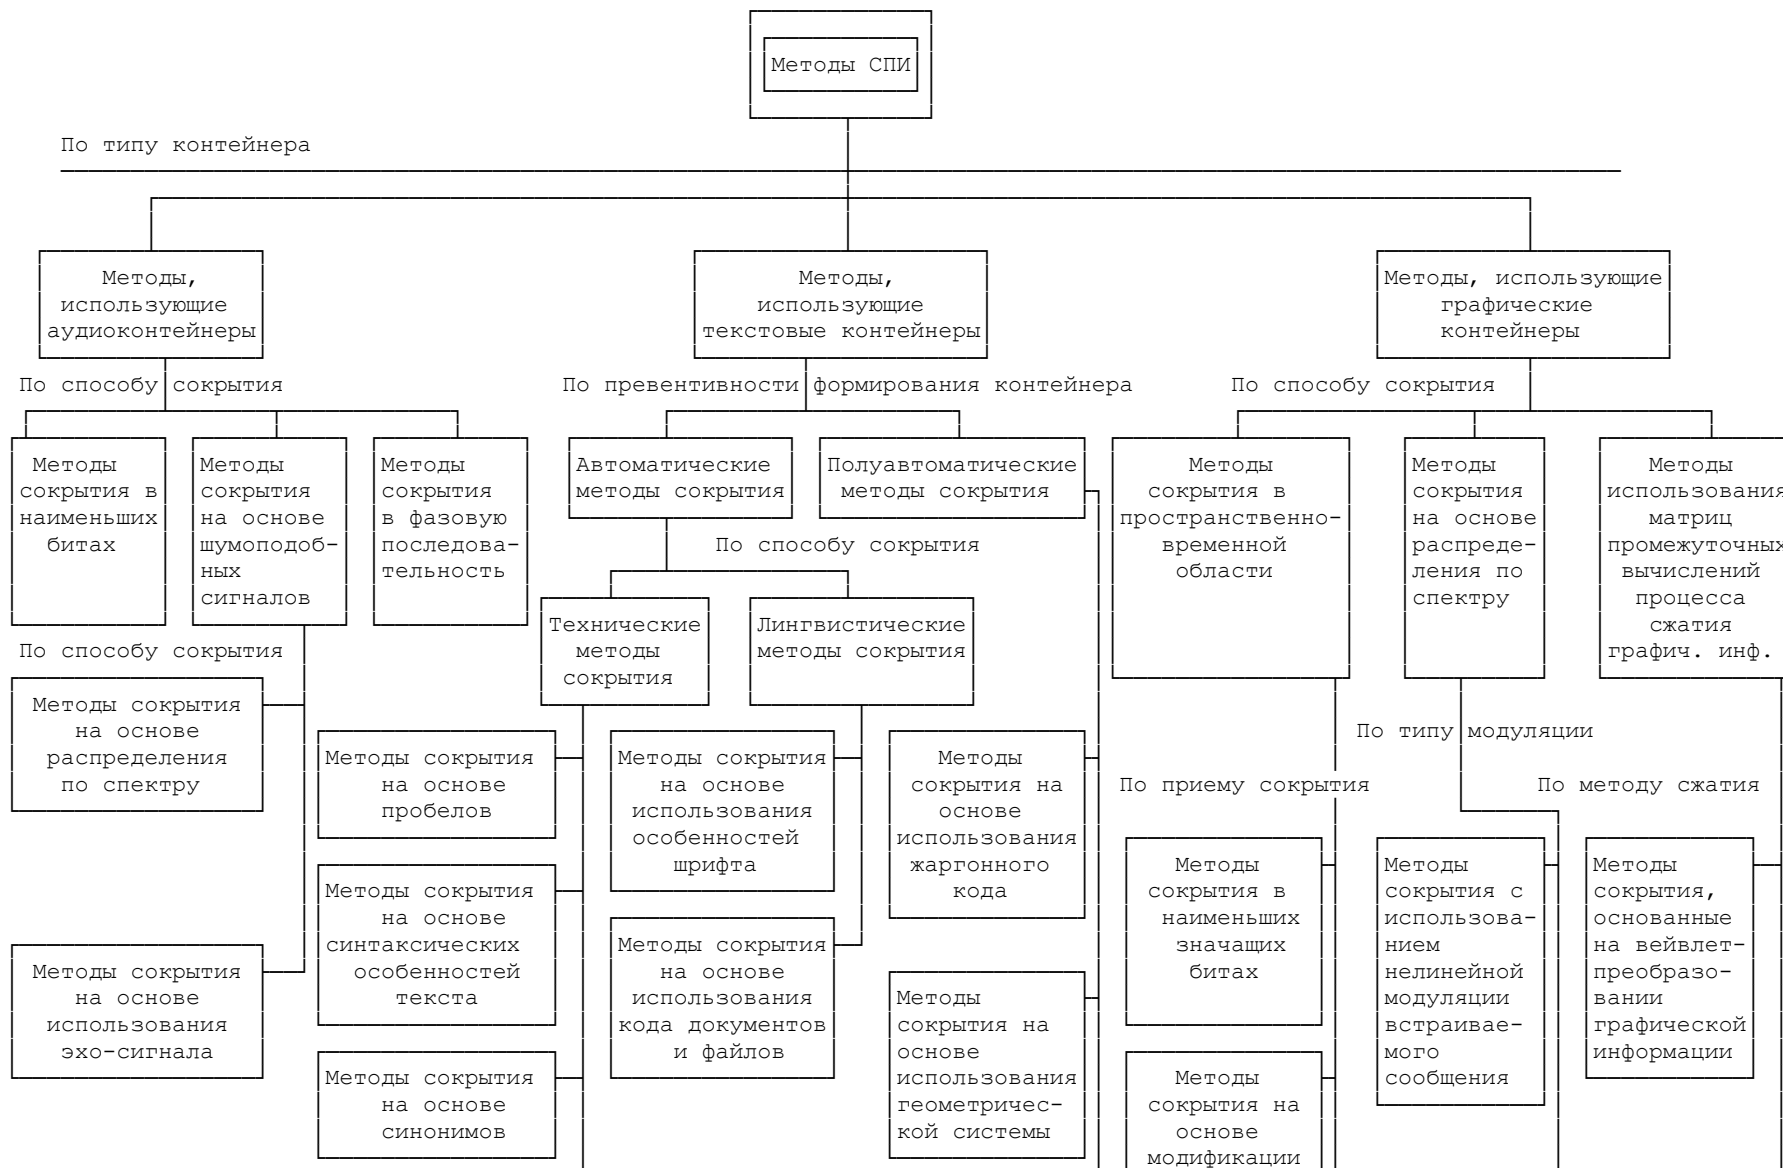 Методы СПИ
По типу контейнера
Методы,
использующие
аудиоконтейнеры
Методы,
использующие
текстовые контейнеры
Методы, использующие
графические
контейнеры
По способу сокрытия
По превентивности формирования контейнера
По способу сокрытия
Методы
сокрытия в
наименьших
битах
Методы
сокрытия
на основе
шумоподоб-
ных
сигналов
Методы
сокрытия
в фазовую
последова-
тельность
Автоматические
методы сокрытия
Полуавтоматические
методы сокрытия
Методы
сокрытия в
пространственно-
временной
области
Методы
сокрытия
на основе
распреде-
ления по
спектру
Методы
использования
матриц
промежуточных
вычислений
процесса
сжатия
графич. инф.
По способу сокрытия
Технические
методы
сокрытия
Лингвистические
методы сокрытия
По способу сокрытия
Методы сокрытия
на основе
распределения
по спектру
Методы сокрытия
на основе
пробелов
Методы сокрытия
на основе
использования
особенностей
шрифта
Методы
сокрытия на
основе
использования
жаргонного
кода
По типу модуляции
По приему сокрытия
По методу сжатия
Методы сокрытия
на основе
синтаксических
особенностей
текста
Методы
сокрытия в
наименьших
значащих
битах
Методы
сокрытия с
использова-
нием
нелинейной
модуляции
встраивае-
мого
сообщения
Методы
сокрытия,
основанные
на вейвлет-
преобразо-
вании
графической
информации
Методы сокрытия
на основе
использования
эхо-сигнала
Методы сокрытия
на основе
использования
кода документов
и файлов
Методы
сокрытия на
основе
использования
геометричес-
кой системы
Методы сокрытия
на основе
синонимов
Методы
сокрытия на
основе
модификации